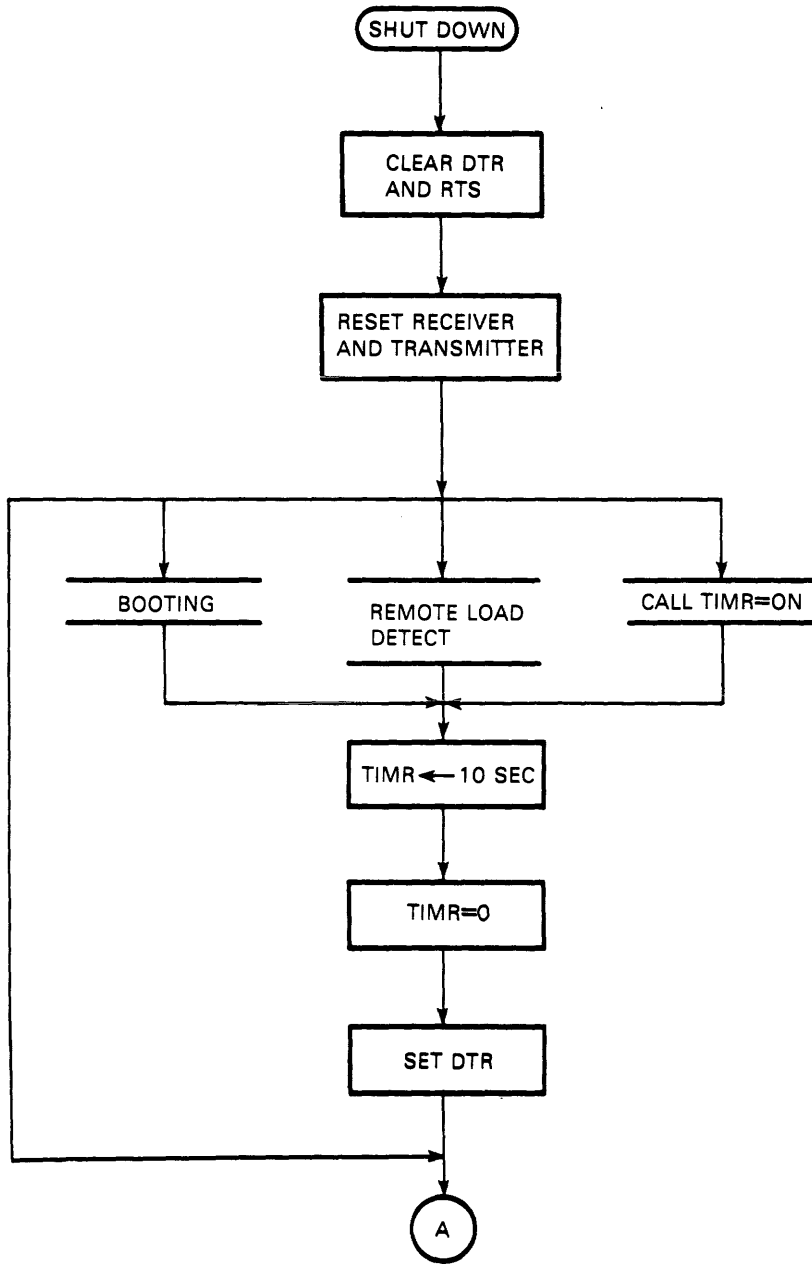 SHUT DOWN
CLEAR DTR
AND RTS
RESET RECEIVER
AND TRANSMITTER
BOOTING
REMOTE LOAD
DETECT
CALL TIMR=ON
TIMR ← 10 SEC
TIMR=0
SET DTR
A